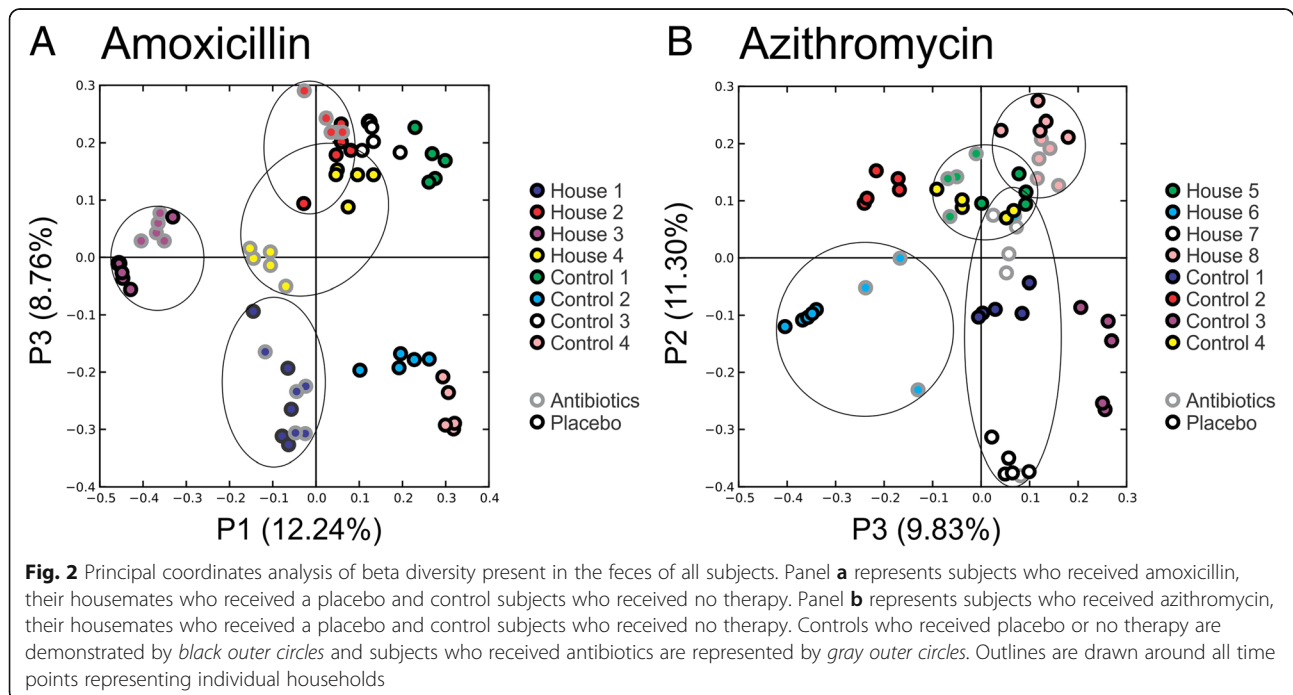 A Amoxicillin
0.3
0.2
0.1
0.0
−0.1
−0.2
−0.3
−0.4
−0.5 −0.4 −0.3 −0.2 −0.1 0.0 0.1 0.2 0.3 0.4
P3 (8.76%)
P1 (12.24%)
House 1
House 2
House 3
House 4
Control 1
Control 2
Control 3
Control 4
Antibiotics
Placebo
B Azithromycin
0.3
0.2
0.1
0.0
−0.1
−0.2
−0.3
−0.4
−0.5 −0.4 −0.3 −0.2 −0.1 0.0 0.1 0.2 0.3
P2 (11.30%)
P3 (9.83%)
House 5
House 6
House 7
House 8
Control 1
Control 2
Control 3
Control 4
Antibiotics
Placebo
Fig. 2 Principal coordinates analysis of beta diversity present in the feces of all subjects. Panel a represents subjects who received amoxicillin,
their housemates who received a placebo and control subjects who received no therapy. Panel b represents subjects who received azithromycin,
their housemates who received a placebo and control subjects who received no therapy. Controls who received placebo or no therapy are
demonstrated by black outer circles and subjects who received antibiotics are represented by gray outer circles. Outlines are drawn around all time
points representing individual households